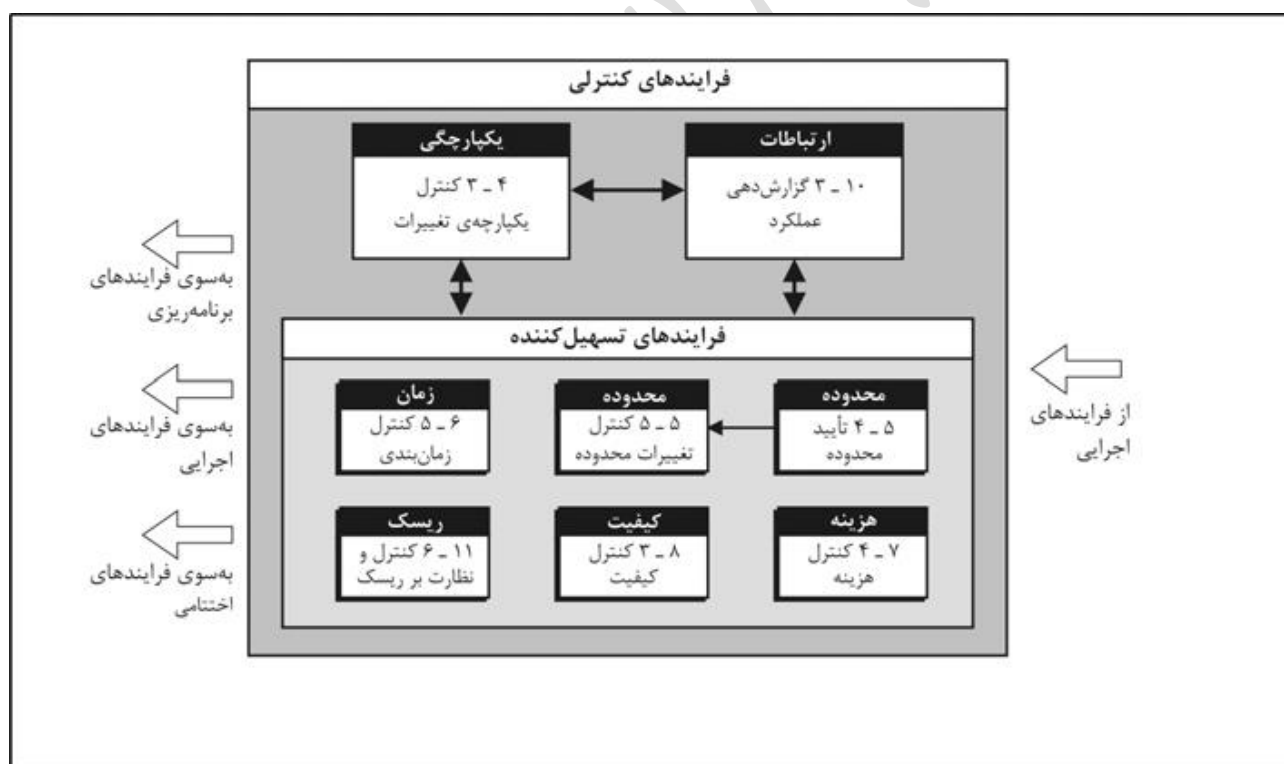 فرایندهای کنترلی
ارتباطات
۱۰ ـ ۳ گزارش‌دهی
عملکرد
یکپارچگی
۴ ـ ۳ کنترل
یکپارچه‌ی تغییرات
فرایندهای تسهیل‌کننده
محدوده
۵ ـ ۴ تأیید
محدوده
محدوده
۵ ـ ۵ کنترل
تغییرات محدوده
زمان
۶ ـ ۵ کنترل
زمان‌بندی
هزینه
۷ ـ ۴ کنترل
هزینه
کیفیت
۸ ـ ۳ کنترل
کیفیت
ریسک
۱۱ ـ ۶ کنترل و
نظارت بر ریسک
از فرایندهای
اجرایی
به‌سوی فرایندهای
برنامه‌ریزی
به‌سوی فرایندهای
اجرایی
به‌سوی فرایندهای
اختتامی